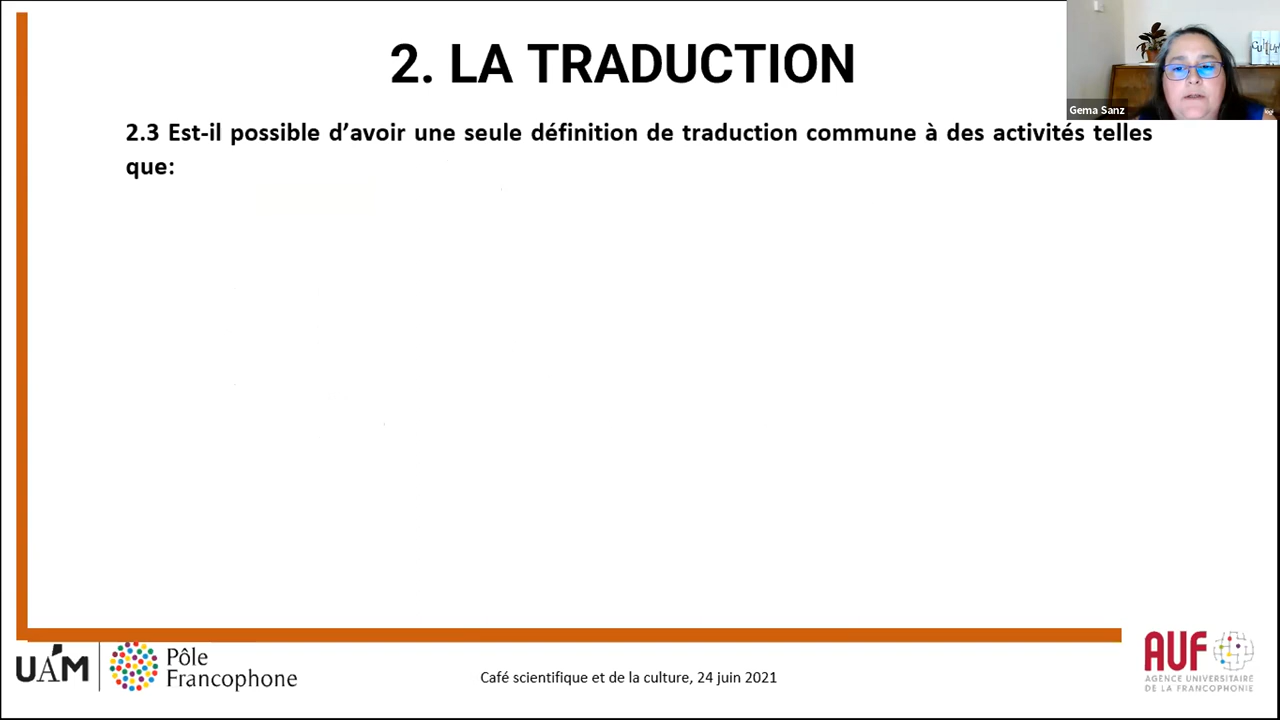 2. LA TRADUCTION
Gema Sanz
2.3 Est-il possible d’avoir une seule définition de traduction commune à des activités telles
que:
UAM
Pôle
Francophone
Café scientifique et de la culture, 24 juin 2021
AUF
AGENCE UNIVERSITAIRE
DE LA FRANCOPHONIE